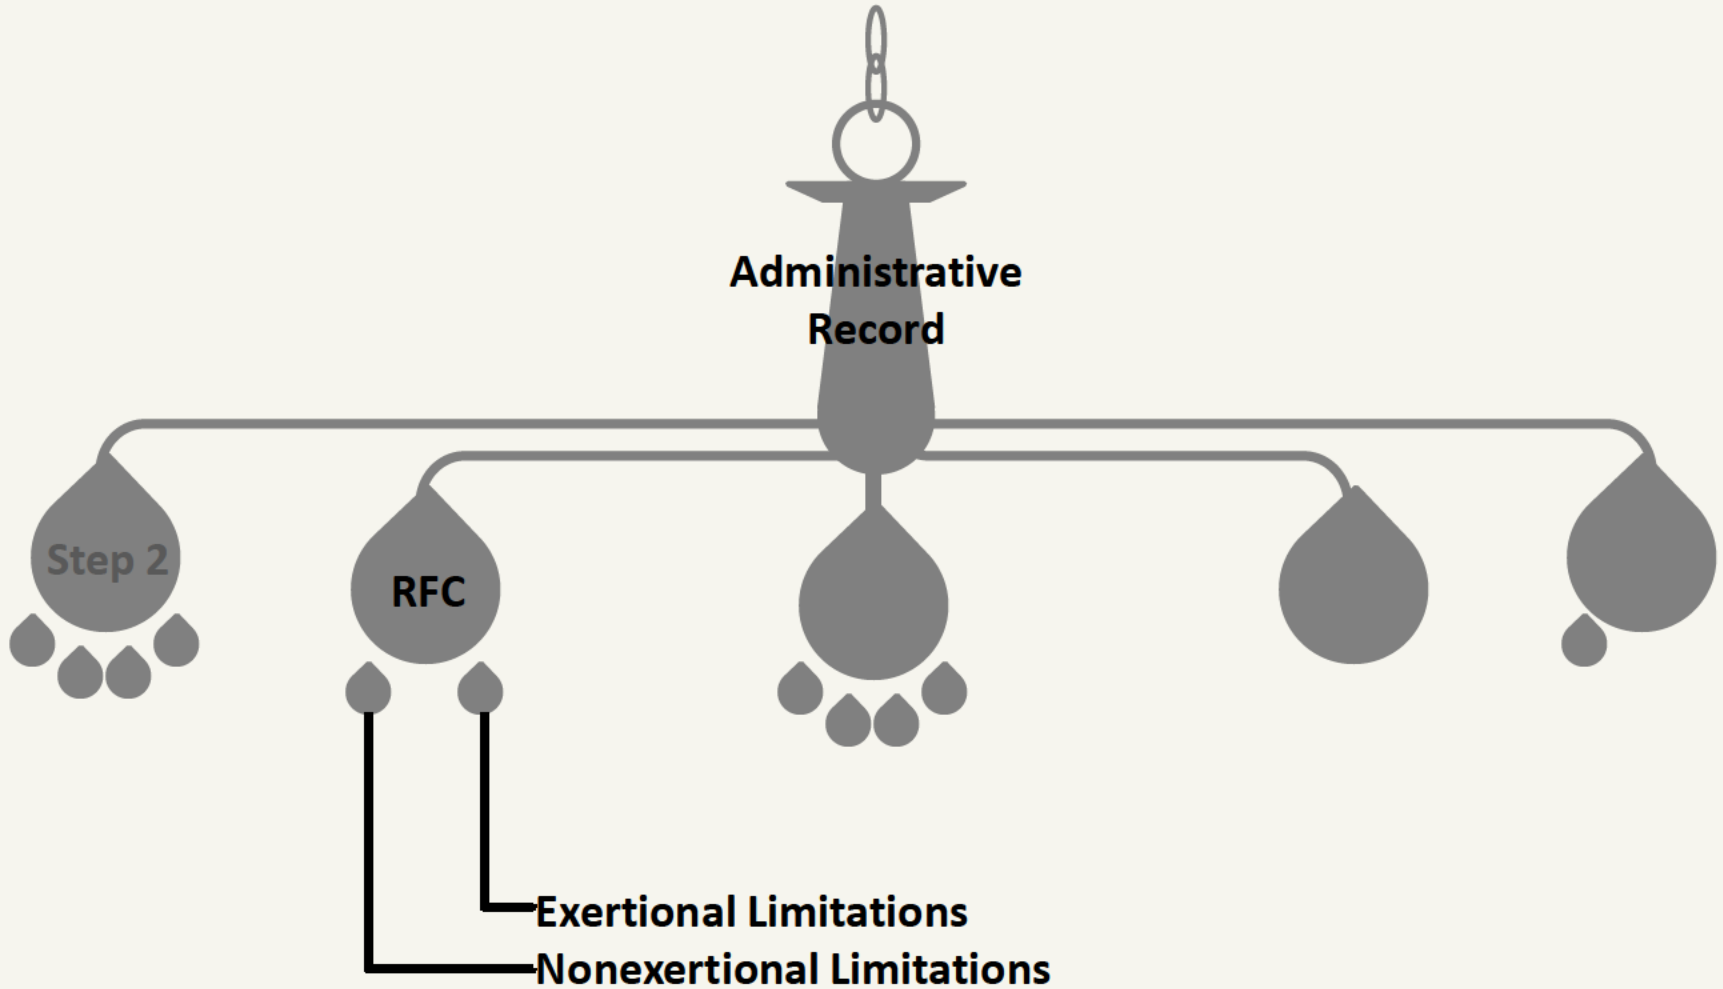 Administrative
Record
Step 2
RFC
Exertional Limitations
Nonexertional Limitations